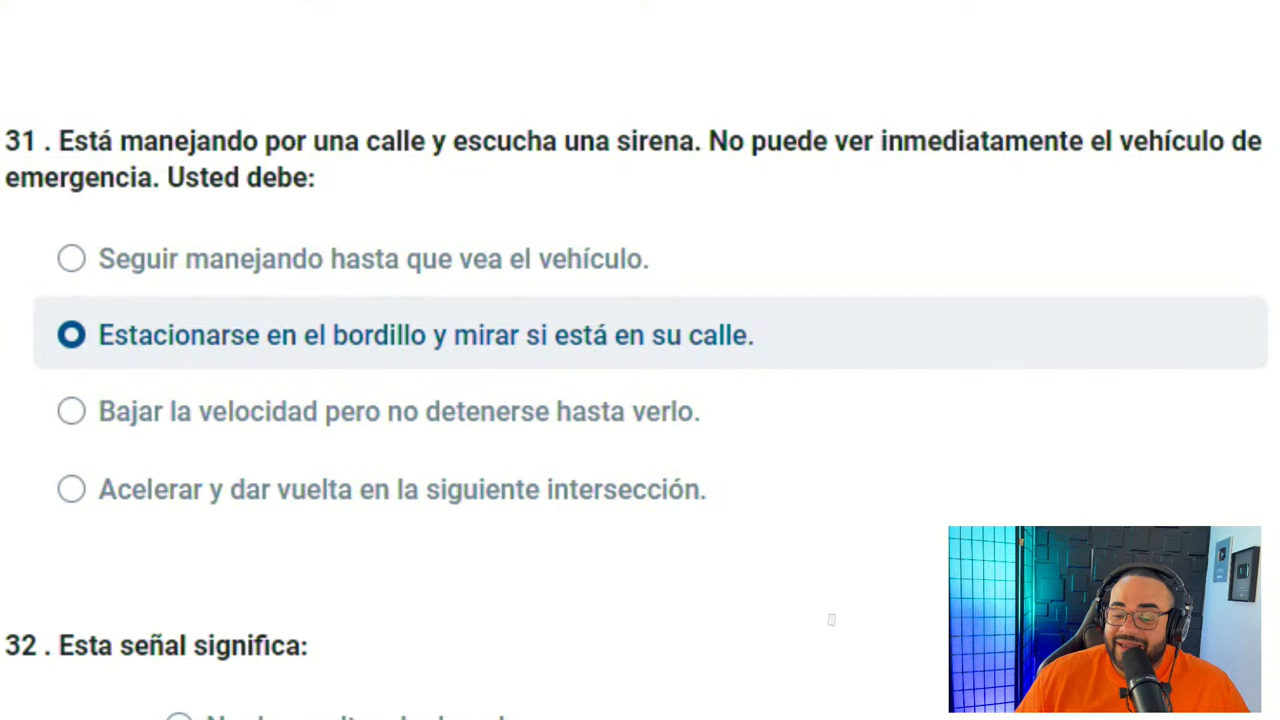 31 . Está manejando por una calle y escucha una sirena. No puede ver inmediatamente el vehículo de
emergencia. Usted debe:
Seguir manejando hasta que vea el vehículo.
Estacionarse en el bordillo y mirar si está en su calle.
Bajar la velocidad pero no detenerse hasta verlo.
Acelerar y dar vuelta en la siguiente intersección.
32 . Esta señal significa: